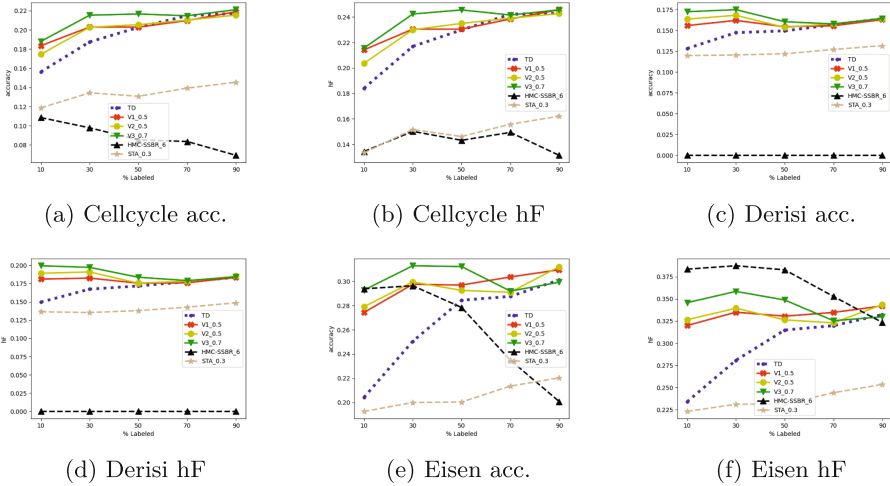 0.22
0.20
0.18
0.16
0.14
0.12
0.10
0.08
accuracy
10 30 50 70 90
% Labeled
TD
V1_0.5
V2_0.5
V3_0.7
HMC-SSBR_6
STA_0.3
(a) Cellcycle acc.
0.24
0.22
0.20
0.18
0.16
0.14
hF
10 30 50 70 90
% Labeled
TD
V1_0.5
V2_0.5
V3_0.7
HMC-SSBR_6
STA_0.3
(b) Cellcycle hF
0.175
0.150
0.125
0.100
0.075
0.050
0.025
0.000
accuracy
10 30 50 70 90
% Labeled
TD
V1_0.5
V2_0.5
V3_0.7
HMC-SSBR_6
STA_0.3
(c) Derisi acc.
0.200
0.175
0.150
0.125
0.100
0.075
0.050
0.025
0.000
hF
10 30 50 70 90
% Labeled
TD
V1_0.5
V2_0.5
V3_0.7
HMC-SSBR_6
STA_0.3
(d) Derisi hF
0.30
0.28
0.26
0.24
0.22
0.20
accuracy
10 30 50 70 90
% Labeled
TD
V1_0.5
V2_0.5
V3_0.7
HMC-SSBR_6
STA_0.3
(e) Eisen acc.
0.375
0.350
0.325
0.300
0.275
0.250
0.225
hF
10 30 50 70 90
% Labeled
TD
V1_0.5
V2_0.5
V3_0.7
HMC-SSBR_6
STA_0.3
(f) Eisen hF